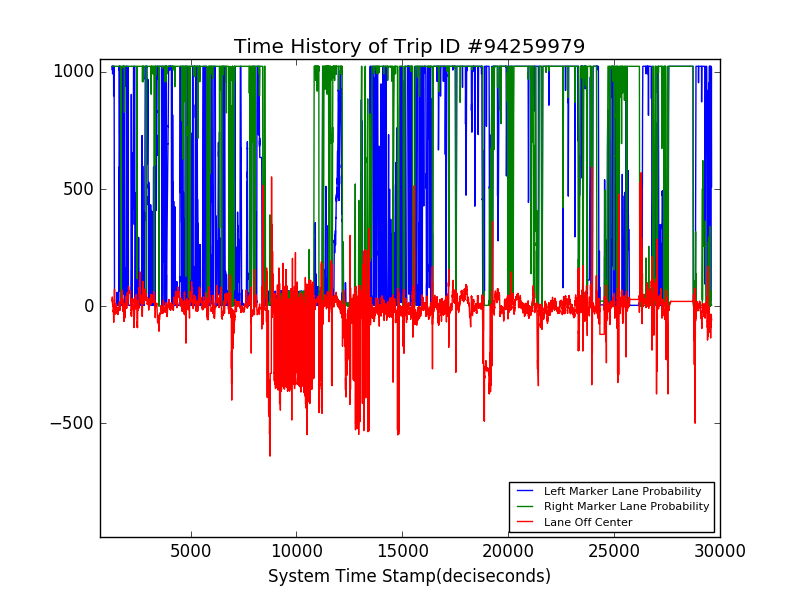 Time History of Trip ID #94259979
1000
500
0
−500
5000 10000 15000 20000 25000 30000
System Time Stamp(deciseconds)
Left Marker Lane Probability
Right Marker Lane Probability
Lane Off Center